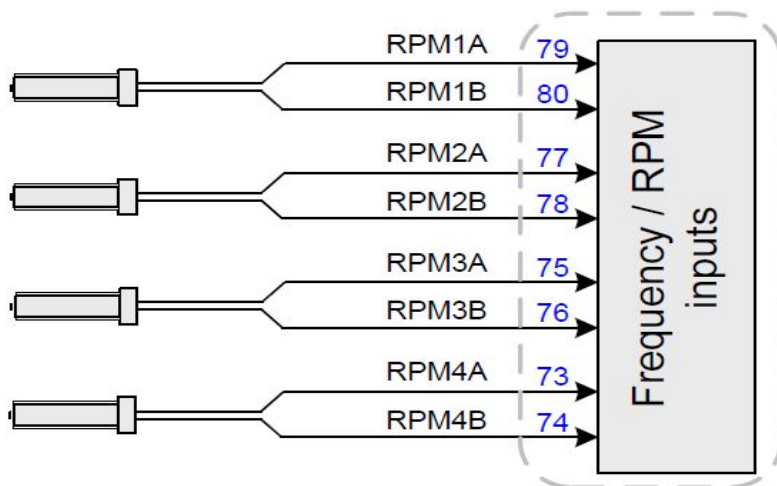 RPM1A 79
RPM1B 80
RPM2A 77
RPM2B 78
RPM3A 75
RPM3B 76
RPM4A 73
RPM4B 74
Frequency / RPM
inputs